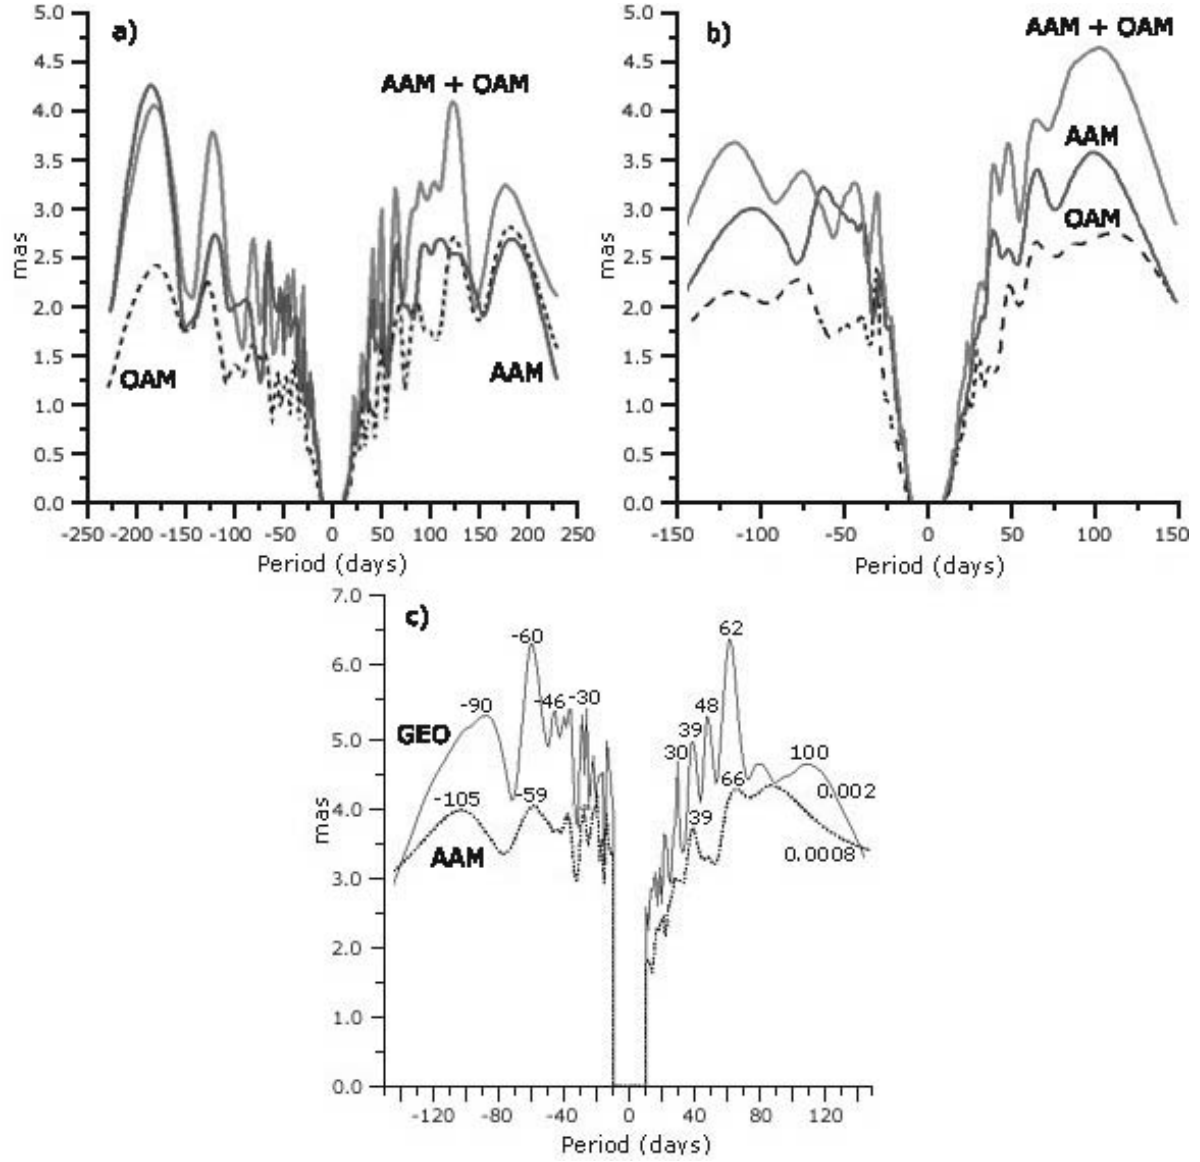 a)
5.0
4.5
4.0
3.5
3.0
2.5
2.0
1.5
1.0
0.5
0.0
mas
AAM + OAM
OAM
AAM
-250 -200 -150 -100 -50 0 50 100 150 200 250
Period (days)
b)
5.0
4.5
4.0
3.5
3.0
2.5
2.0
1.5
1.0
0.5
0.0
mas
AAM + OAM
AAM
OAM
-150 -100 -50 0 50 100 150
Period (days)
c)
7.0
6.0
5.0
4.0
3.0
2.0
1.0
0.0
mas
-60
62
-90
-46
-30
48
39
30
100
GEO
0.002
-105
-59
66
39
AAM
0.0008
-120 -80 -40 0 40 80 120
Period (days)